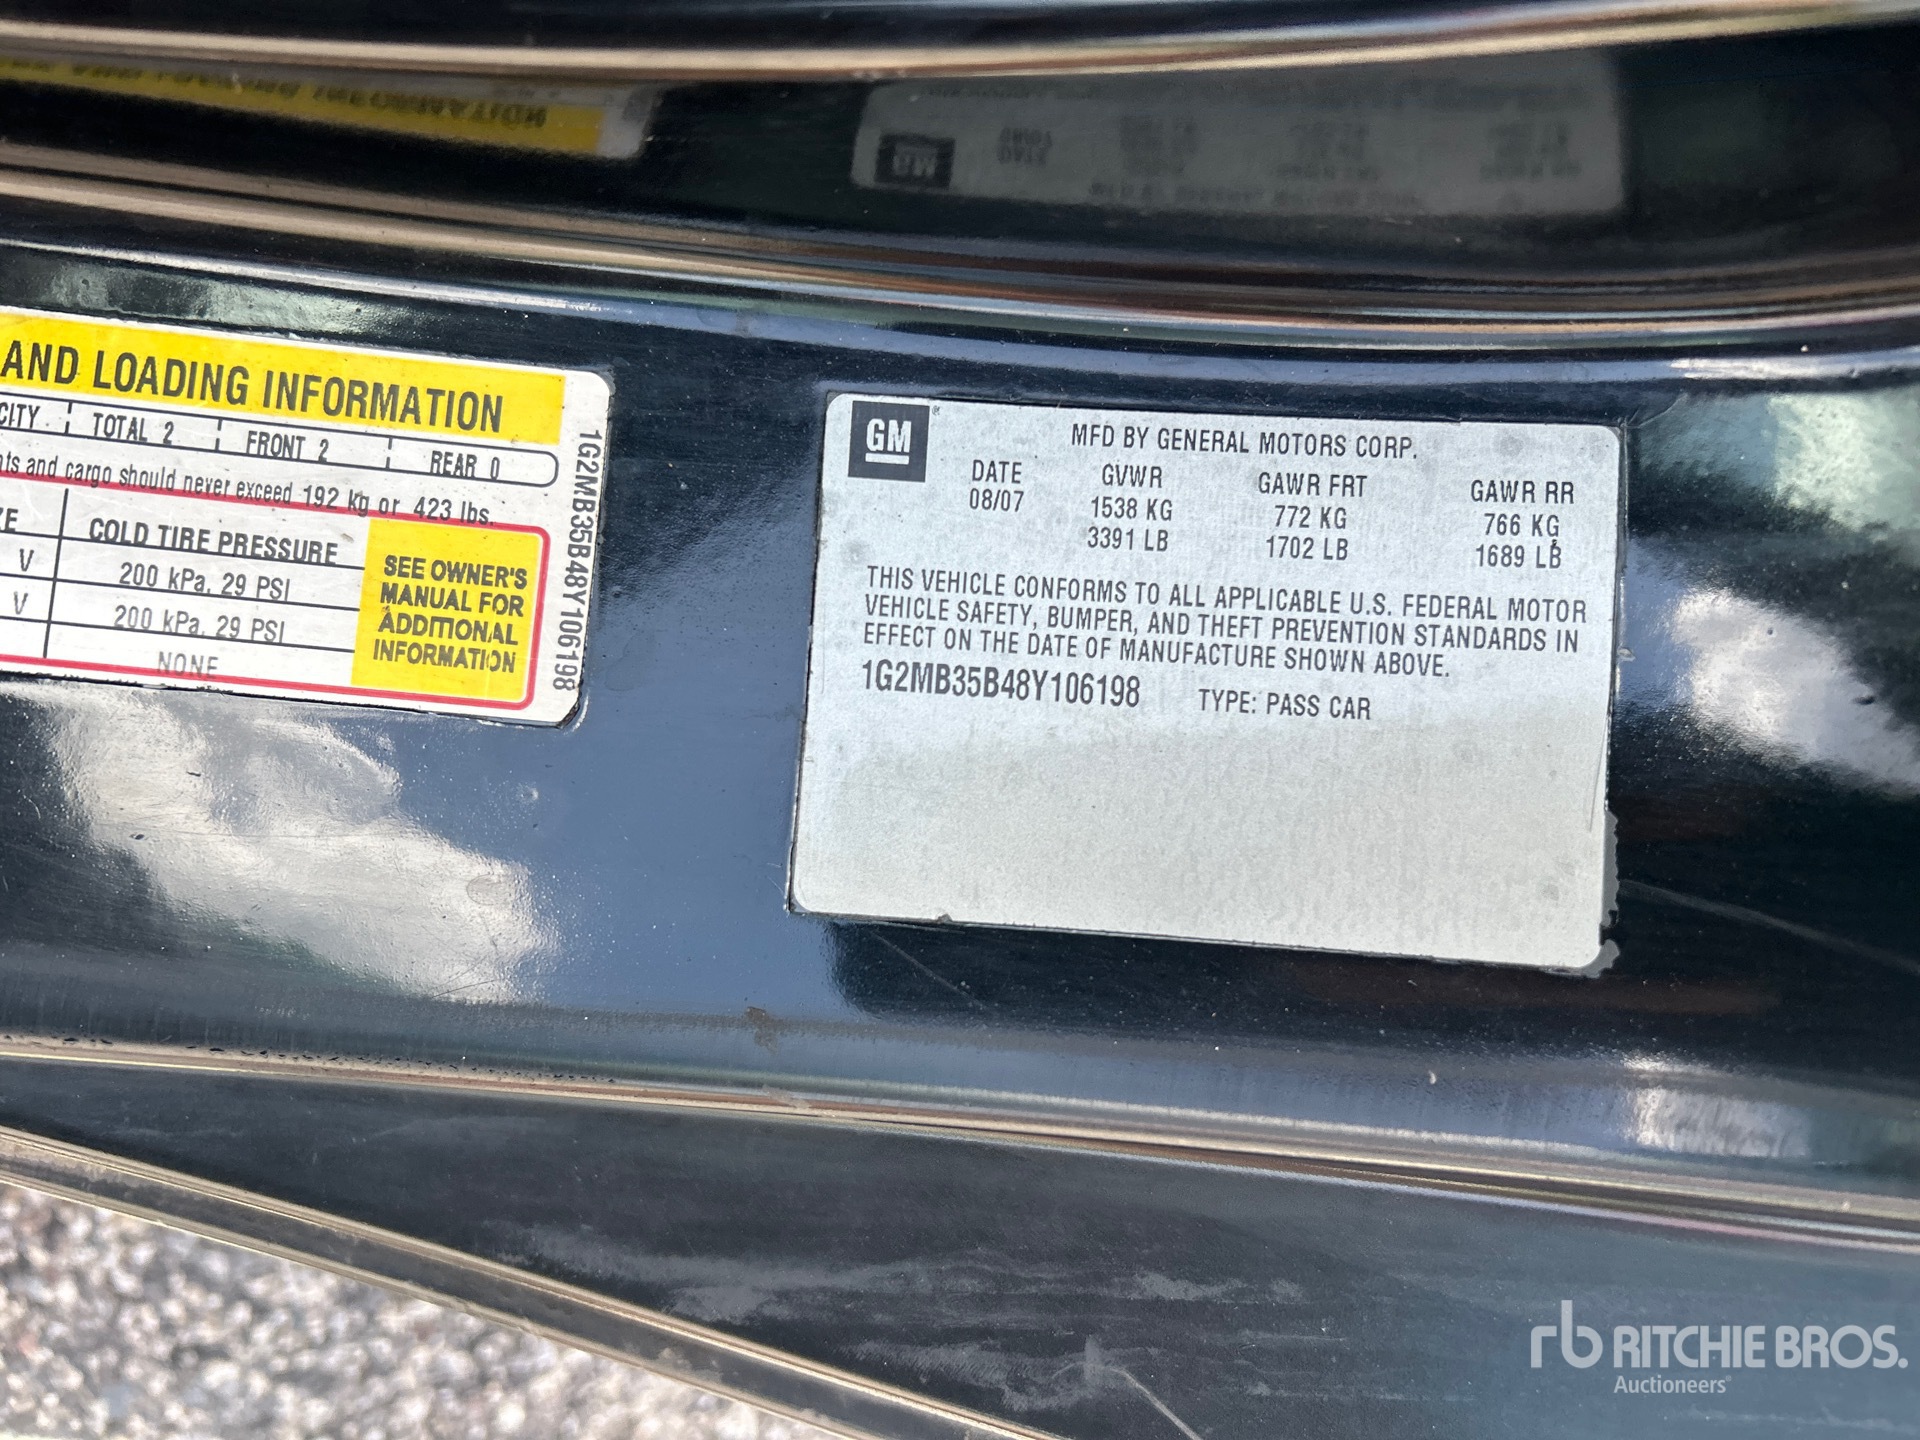 AND LOADING INFORMATION
CITY TOTAL 2 FRONT 2 REAR 0
nts and cargo should never exceed 192 kg or 423 lbs.
ZE COLD TIRE PRESSURE
V 200 kPa, 29 PSI
V 200 kPa, 29 PSI
NONE
SEE OWNER'S
MANUAL FOR
ADDITIONAL
INFORMATION
1G2MB35B48Y106198
GM
MFD BY GENERAL MOTORS CORP.
DATE GVWR GAWR FRT GAWR RR
08/07 1538 KG 772 KG 766 KG
3391 LB 1702 LB 1689 LB
THIS VEHICLE CONFORMS TO ALL APPLICABLE U.S. FEDERAL MOTOR
VEHICLE SAFETY, BUMPER, AND THEFT PREVENTION STANDARDS IN
EFFECT ON THE DATE OF MANUFACTURE SHOWN ABOVE.
1G2MB35B48Y106198 TYPE: PASS CAR
rb RITCHIE BROS.
Auctioneers